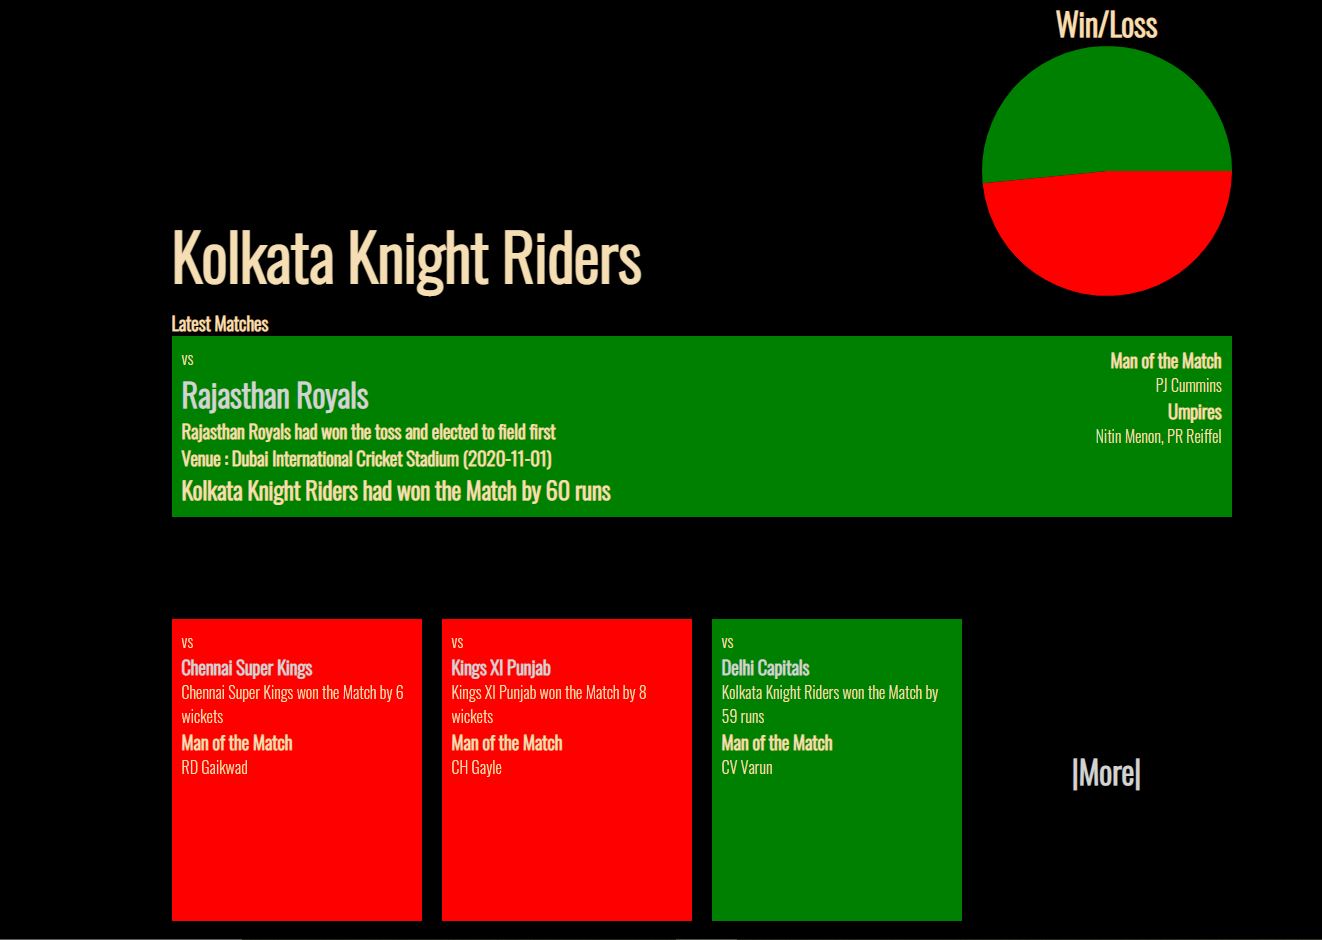 Win/Loss
Kolkata Knight Riders
Latest Matches
vs
Rajasthan Royals
Rajasthan Royals had won the toss and elected to field first
Venue : Dubai International Cricket Stadium (2020-11-01)
Kolkata Knight Riders had won the Match by 60 runs
Man of the Match
PJ Cummins
Umpires
Nitin Menon, PR Reiffel
vs
Chennai Super Kings
Chennai Super Kings won the Match by 6
wickets
Man of the Match
RD Gaikwad
vs
Kings XI Punjab
Kings XI Punjab won the Match by 8
wickets
Man of the Match
CH Gayle
vs
Delhi Capitals
Kolkata Knight Riders won the Match by
59 runs
Man of the Match
CV Varun
|More|